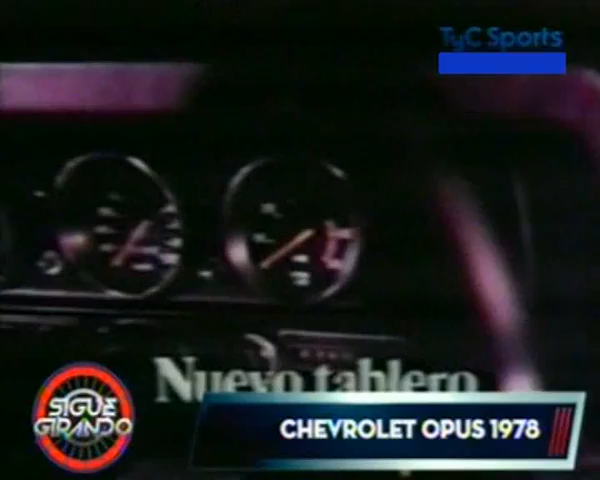 TyC Sports
Nuevo tablero
SIGUE
GIRANDO
CHEVROLET OPUS 1978